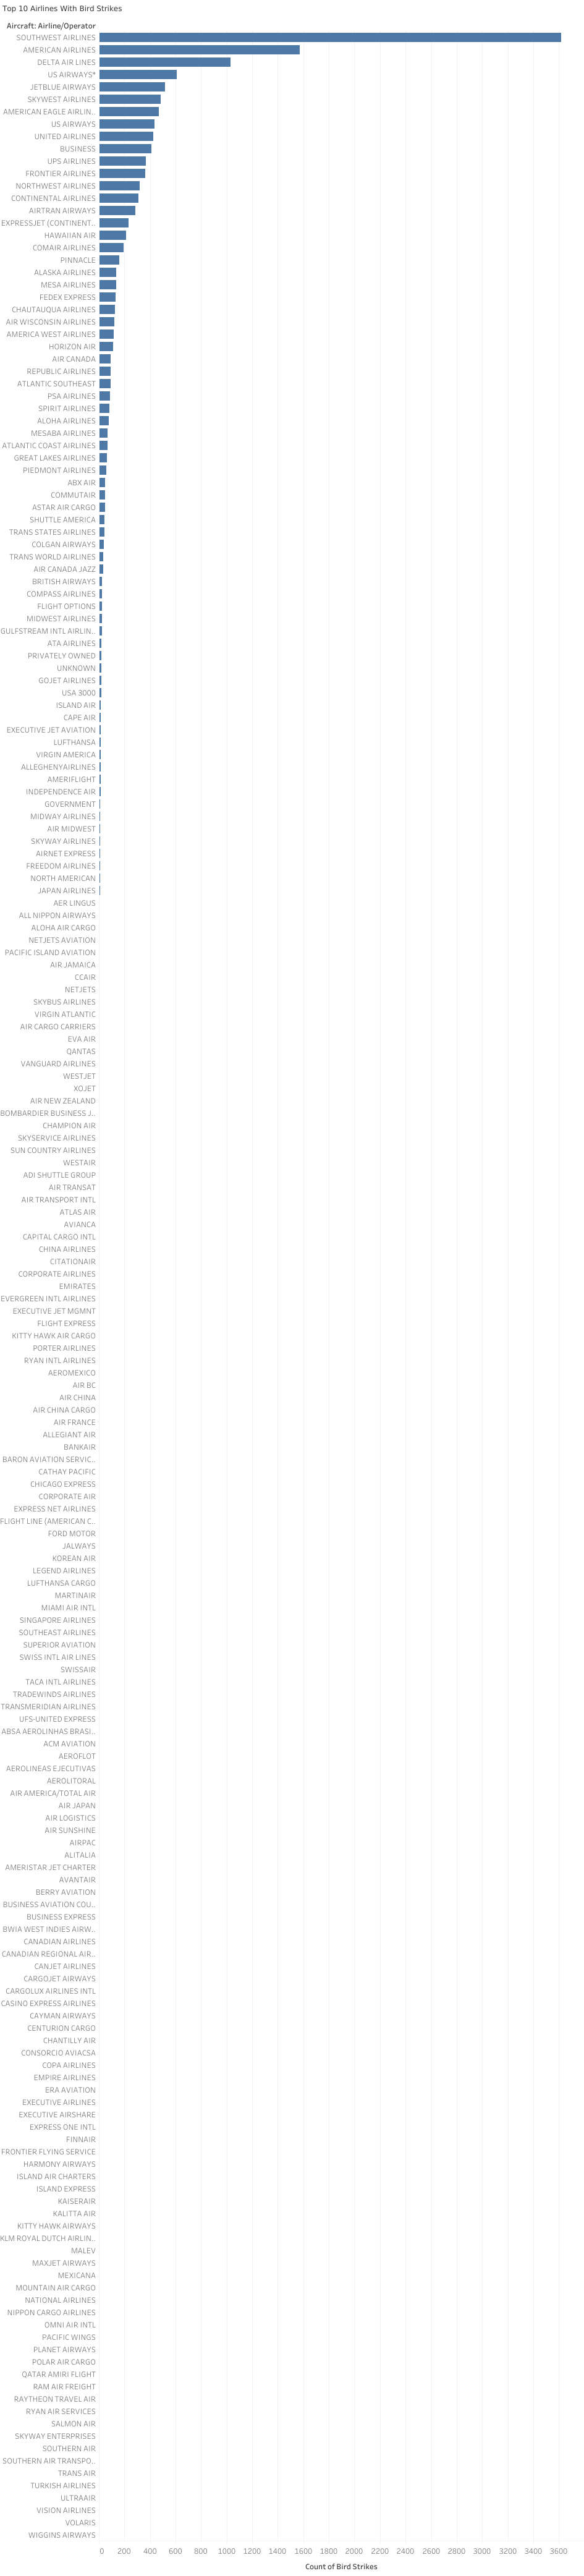 Top 10 Airlines With Bird Strikes
Aircraft: Airline/Operator
SOUTHWEST AIRLINES
AMERICAN AIRLINES
DELTA AIR LINES
US AIRWAYS*
JETBLUE AIRWAYS
SKYWEST AIRLINES
AMERICAN EAGLE AIRLIN..
US AIRWAYS
UNITED AIRLINES
BUSINESS
UPS AIRLINES
FRONTIER AIRLINES
NORTHWEST AIRLINES
CONTINENTAL AIRLINES
AIRTRAN AIRWAYS
EXPRESSJET (CONTINENT..
HAWAIIAN AIR
COMAIR AIRLINES
PINNACLE
ALASKA AIRLINES
MESA AIRLINES
FEDEX EXPRESS
CHAUTAUQUA AIRLINES
AIR WISCONSIN AIRLINES
AMERICA WEST AIRLINES
HORIZON AIR
AIR CANADA
REPUBLIC AIRLINES
ATLANTIC SOUTHEAST
PSA AIRLINES
SPIRIT AIRLINES
ALOHA AIRLINES
MESABA AIRLINES
ATLANTIC COAST AIRLINES
GREAT LAKES AIRLINES
PIEDMONT AIRLINES
ABX AIR
COMMUTAIR
ASTAR AIR CARGO
SHUTTLE AMERICA
TRANS STATES AIRLINES
COLGAN AIRWAYS
TRANS WORLD AIRLINES
AIR CANADA JAZZ
BRITISH AIRWAYS
COMPASS AIRLINES
FLIGHT OPTIONS
MIDWEST AIRLINES
GULFSTREAM INTL AIRLIN..
ATA AIRLINES
PRIVATELY OWNED
UNKNOWN
GOJET AIRLINES
USA 3000
ISLAND AIR
CAPE AIR
EXECUTIVE JET AVIATION
LUFTHANSA
VIRGIN AMERICA
ALLEGHENYAIRLINES
AMERIFLIGHT
INDEPENDENCE AIR
GOVERNMENT
MIDWAY AIRLINES
AIR MIDWEST
SKYWAY AIRLINES
AIRNET EXPRESS
FREEDOM AIRLINES
NORTH AMERICAN
JAPAN AIRLINES
AER LINGUS
ALL NIPPON AIRWAYS
ALOHA AIR CARGO
NETJETS AVIATION
PACIFIC ISLAND AVIATION
AIR JAMAICA
CCAIR
NETJETS
SKYBUS AIRLINES
VIRGIN ATLANTIC
AIR CARGO CARRIERS
EVA AIR
QANTAS
VANGUARD AIRLINES
WESTJET
XOJET
AIR NEW ZEALAND
BOMBARDIER BUSINESS J..
CHAMPION AIR
SKYSERVICE AIRLINES
SUN COUNTRY AIRLINES
WESTAIR
ADI SHUTTLE GROUP
AIR TRANSAT
AIR TRANSPORT INTL
ATLAS AIR
AVIANCA
CAPITAL CARGO INTL
CHINA AIRLINES
CITATIONAIR
CORPORATE AIRLINES
EMIRATES
EVERGREEN INTL AIRLINES
EXECUTIVE JET MGMNT
FLIGHT EXPRESS
KITTY HAWK AIR CARGO
PORTER AIRLINES
RYAN INTL AIRLINES
AEROMEXICO
AIR BC
AIR CHINA
AIR CHINA CARGO
AIR FRANCE
ALLEGIANT AIR
BANKAIR
BARON AVIATION SERVIC..
CATHAY PACIFIC
CHICAGO EXPRESS
CORPORATE AIR
EXPRESS NET AIRLINES
FLIGHT LINE (AMERICAN C..
FORD MOTOR
JALWAYS
KOREAN AIR
LEGEND AIRLINES
LUFTHANSA CARGO
MARTINAIR
MIAMI AIR INTL
SINGAPORE AIRLINES
SOUTHEAST AIRLINES
SUPERIOR AVIATION
SWISS INTL AIR LINES
SWISSAIR
TACA INTL AIRLINES
TRADEWINDS AIRLINES
TRANSMERIDIAN AIRLINES
UFS-UNITED EXPRESS
ABSA AEROLINHAS BRASI..
ACM AVIATION
AEROFLOT
AEROLINEAS EJECUTIVAS
AEROLITORAL
AIR AMERICA/TOTAL AIR
AIR JAPAN
AIR LOGISTICS
AIR SUNSHINE
AIRPAC
ALITALIA
AMERISTAR JET CHARTER
AVANTAIR
BERRY AVIATION
BUSINESS AVIATION COU..
BUSINESS EXPRESS
BWIA WEST INDIES AIRW..
CANADIAN AIRLINES
CANADIAN REGIONAL AIR..
CANJET AIRLINES
CARGOJET AIRWAYS
CARGOLUX AIRLINES INTL
CASINO EXPRESS AIRLINES
CAYMAN AIRWAYS
CENTURION CARGO
CHANTILLY AIR
CONSORCIO AVIACSA
COPA AIRLINES
EMPIRE AIRLINES
ERA AVIATION
EXECUTIVE AIRLINES
EXECUTIVE AIRSHARE
EXPRESS ONE INTL
FINNAIR
FRONTIER FLYING SERVICE
HARMONY AIRWAYS
ISLAND AIR CHARTERS
ISLAND EXPRESS
KAISERAIR
KALITTA AIR
KITTY HAWK AIRWAYS
KLM ROYAL DUTCH AIRLIN..
MALEV
MAXJET AIRWAYS
MEXICANA
MOUNTAIN AIR CARGO
NATIONAL AIRLINES
NIPPON CARGO AIRLINES
OMNI AIR INTL
PACIFIC WINGS
PLANET AIRWAYS
POLAR AIR CARGO
QATAR AMIRI FLIGHT
RAM AIR FREIGHT
RAYTHEON TRAVEL AIR
RYAN AIR SERVICES
SALMON AIR
SKYWAY ENTERPRISES
SOUTHERN AIR
SOUTHERN AIR TRANSPO..
TRANS AIR
TURKISH AIRLINES
ULTRAAIR
VISION AIRLINES
VOLARIS
WIGGINS AIRWAYS
0 200 400 600 800 1000 1200 1400 1600 1800 2000 2200 2400 2600 2800 3000 3200 3400 3600
Count of Bird Strikes